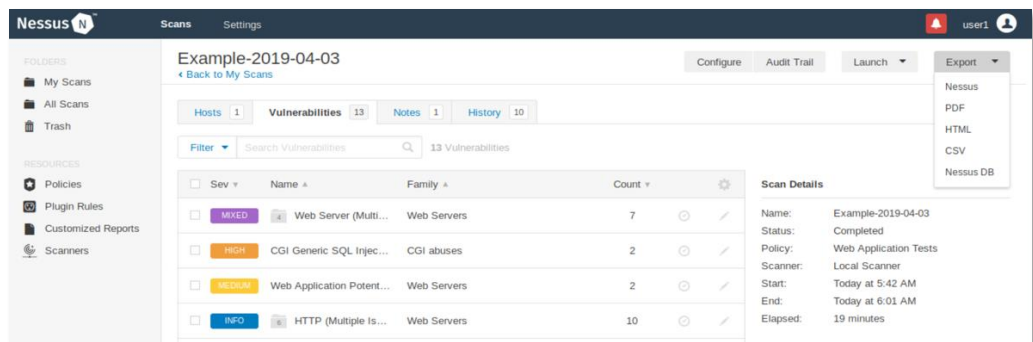 Nessus N
Scans Settings
user1
FOLDERS
My Scans
All Scans
Trash
RESOURCES
Policies
Plugin Rules
Customized Reports
Scanners
Example-2019-04-03
Back to My Scans
Configure Audit Trail Launch Export
Nessus
PDF
HTML
CSV
Nessus DB
Hosts 1 Vulnerabilities 13 Notes 1 History 10
Filter Search Vulnerabilities 13 Vulnerabilities
Sev Name Family Count
MIXED 4 Web Server (Multi... Web Servers 7
HIGH CGI Generic SQL Injec... CGI abuses 2
MEDIUM Web Application Potent... Web Servers 2
INFO HTTP (Multiple Is... Web Servers 10
Scan Details
Name: Example-2019-04-03
Status: Completed
Policy: Web Application Tests
Scanner: Local Scanner
Start: Today at 5:42 AM
End: Today at 6:01 AM
Elapsed: 19 minutes